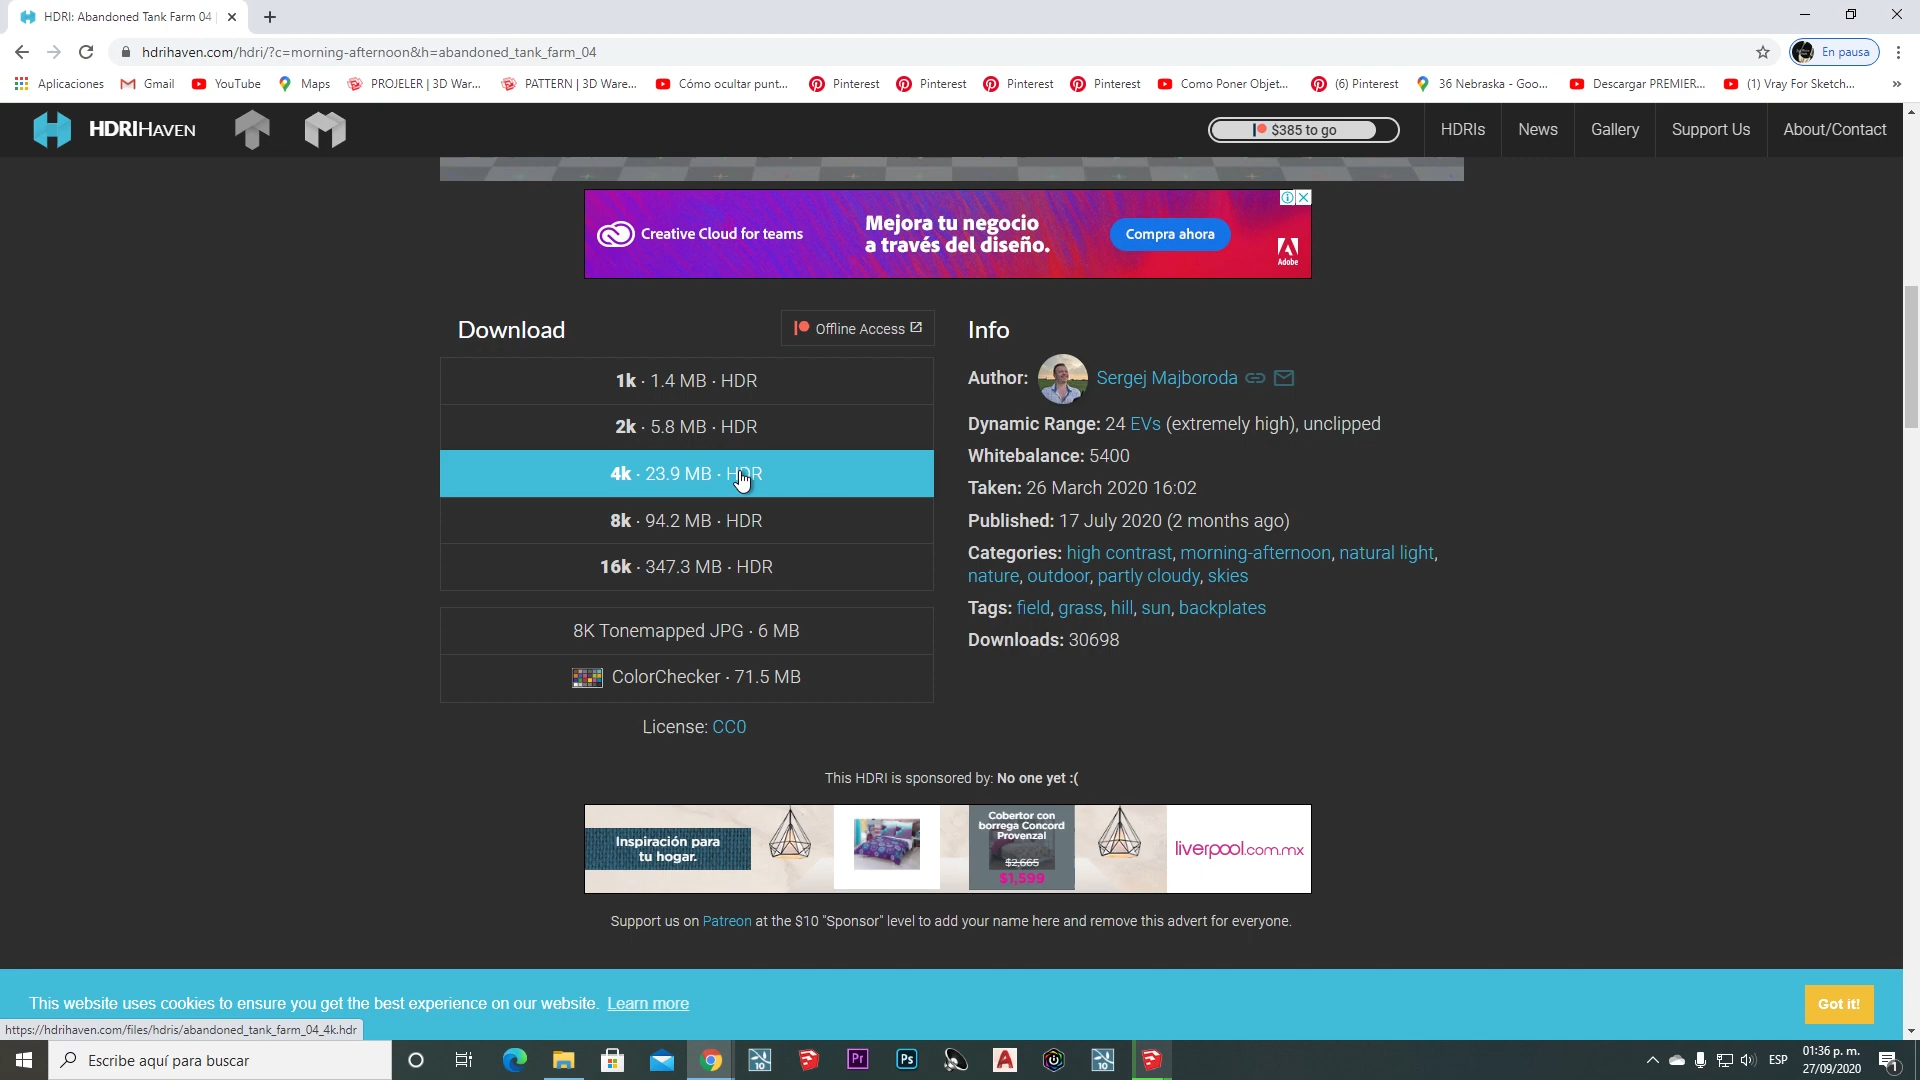 HDRI: Abandoned Tank Farm 04
hdrihaven.com/hdri/?c=morning-afternoon&h=abandoned_tank_farm_04
En pausa
Aplicaciones
Gmail
YouTube
Maps
PROJELER | 3D War...
PATTERN | 3D Ware...
Cómo ocultar punt...
Pinterest
Pinterest
Pinterest
Pinterest
Como Poner Objet...
(6) Pinterest
36 Nebraska - Goo...
Descargar PREMIER...
(1) Vray For Sketch...
»
HDRIHAVEN
$385 to go
HDRIs
News
Gallery
Support Us
About/Contact
Creative Cloud for teams
Mejora tu negocio
a través del diseño.
Compra ahora
Adobe
Download
Offline Access
1k · 1.4 MB · HDR
2k · 5.8 MB · HDR
4k · 23.9 MB · HDR
8k · 94.2 MB · HDR
16k · 347.3 MB · HDR
8K Tonemapped JPG · 6 MB
ColorChecker · 71.5 MB
License: CC0
Info
Author: Sergej Majboroda
Dynamic Range: 24 EVs (extremely high), unclipped
Whitebalance: 5400
Taken: 26 March 2020 16:02
Published: 17 July 2020 (2 months ago)
Categories: high contrast, morning-afternoon, natural light,
nature, outdoor, partly cloudy, skies
Tags: field, grass, hill, sun, backplates
Downloads: 30698
This HDRI is sponsored by: No one yet :(
Inspiración para
tu hogar.
Cobertor con
borrega Concord
Provenzal
$2,665
$1,599
liverpool.com.mx
Support us on Patreon at the $10 "Sponsor" level to add your name here and remove this advert for everyone.
This website uses cookies to ensure you get the best experience on our website. Learn more
Got it!
https://hdrihaven.com/files/hdris/abandoned_tank_farm_04_4k.hdr
Escribe aquí para buscar
10
Pr
Ps
A
10
ESP
01:36 p. m.
27/09/2020
1